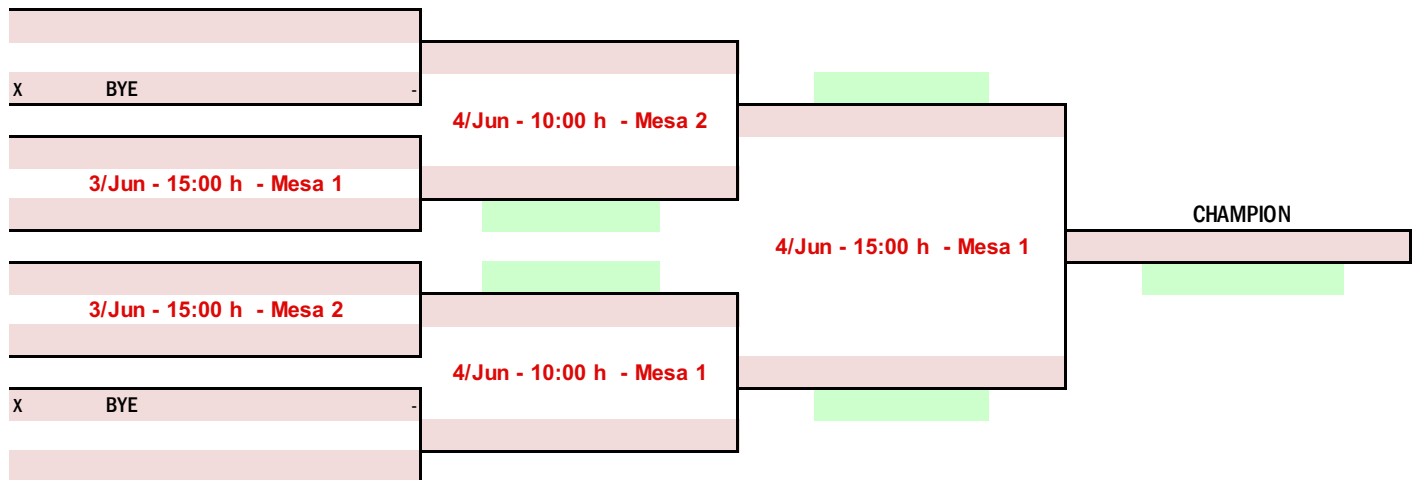 X BYE -
4/Jun - 10:00 h - Mesa 2
3/Jun - 15:00 h - Mesa 1
CHAMPION
4/Jun - 15:00 h - Mesa 1
3/Jun - 15:00 h - Mesa 2
4/Jun - 10:00 h - Mesa 1
X BYE -